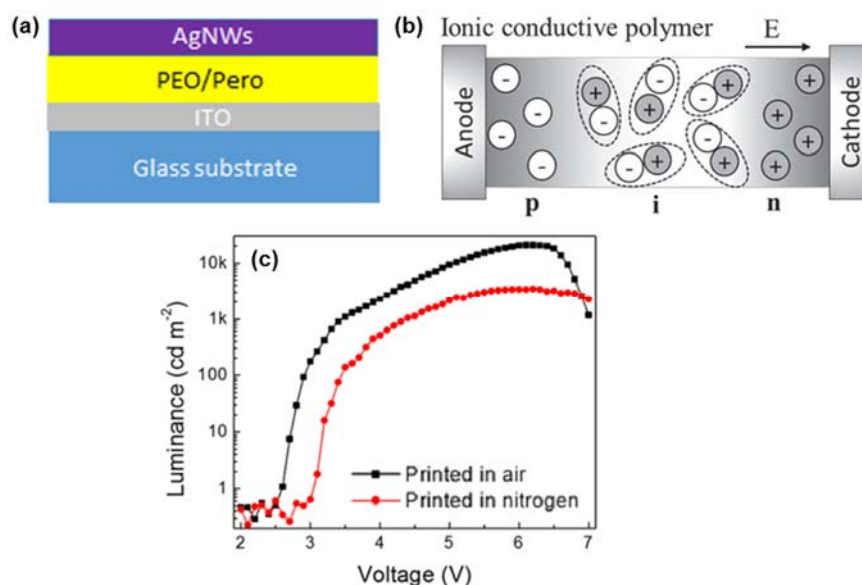 (a)
AgNWs
PEO/Pero
ITO
Glass substrate
(b)
Ionic conductive polymer
E
Anode
Cathode
p
i
n
(c)
Luminance (cd m⁻²)
10k
1k
100
10
1
Printed in air
Printed in nitrogen
2 3 4 5 6 7
Voltage (V)